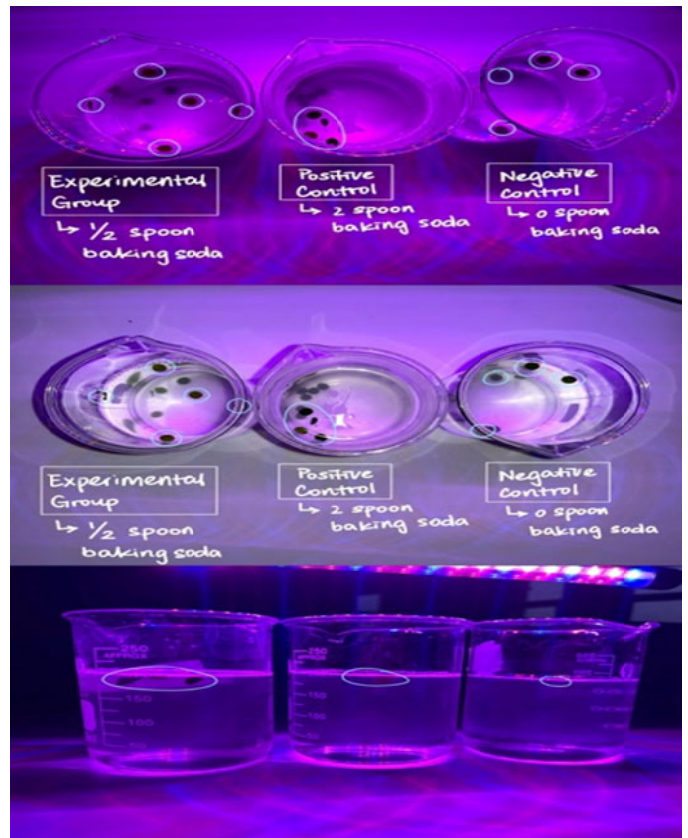 Experimental
Group
↳ 1/2 spoon
baking soda
Positive
Control
↳ 2 spoon
baking soda
Negative
Control
↳ 0 spoon
baking soda
Experimental
Group
↳ 1/2 spoon
baking soda
Positive
Control
↳ 2 spoon
baking soda
Negative
Control
↳ 0 spoon
baking soda
250
APPROX
150
100
250
150
100